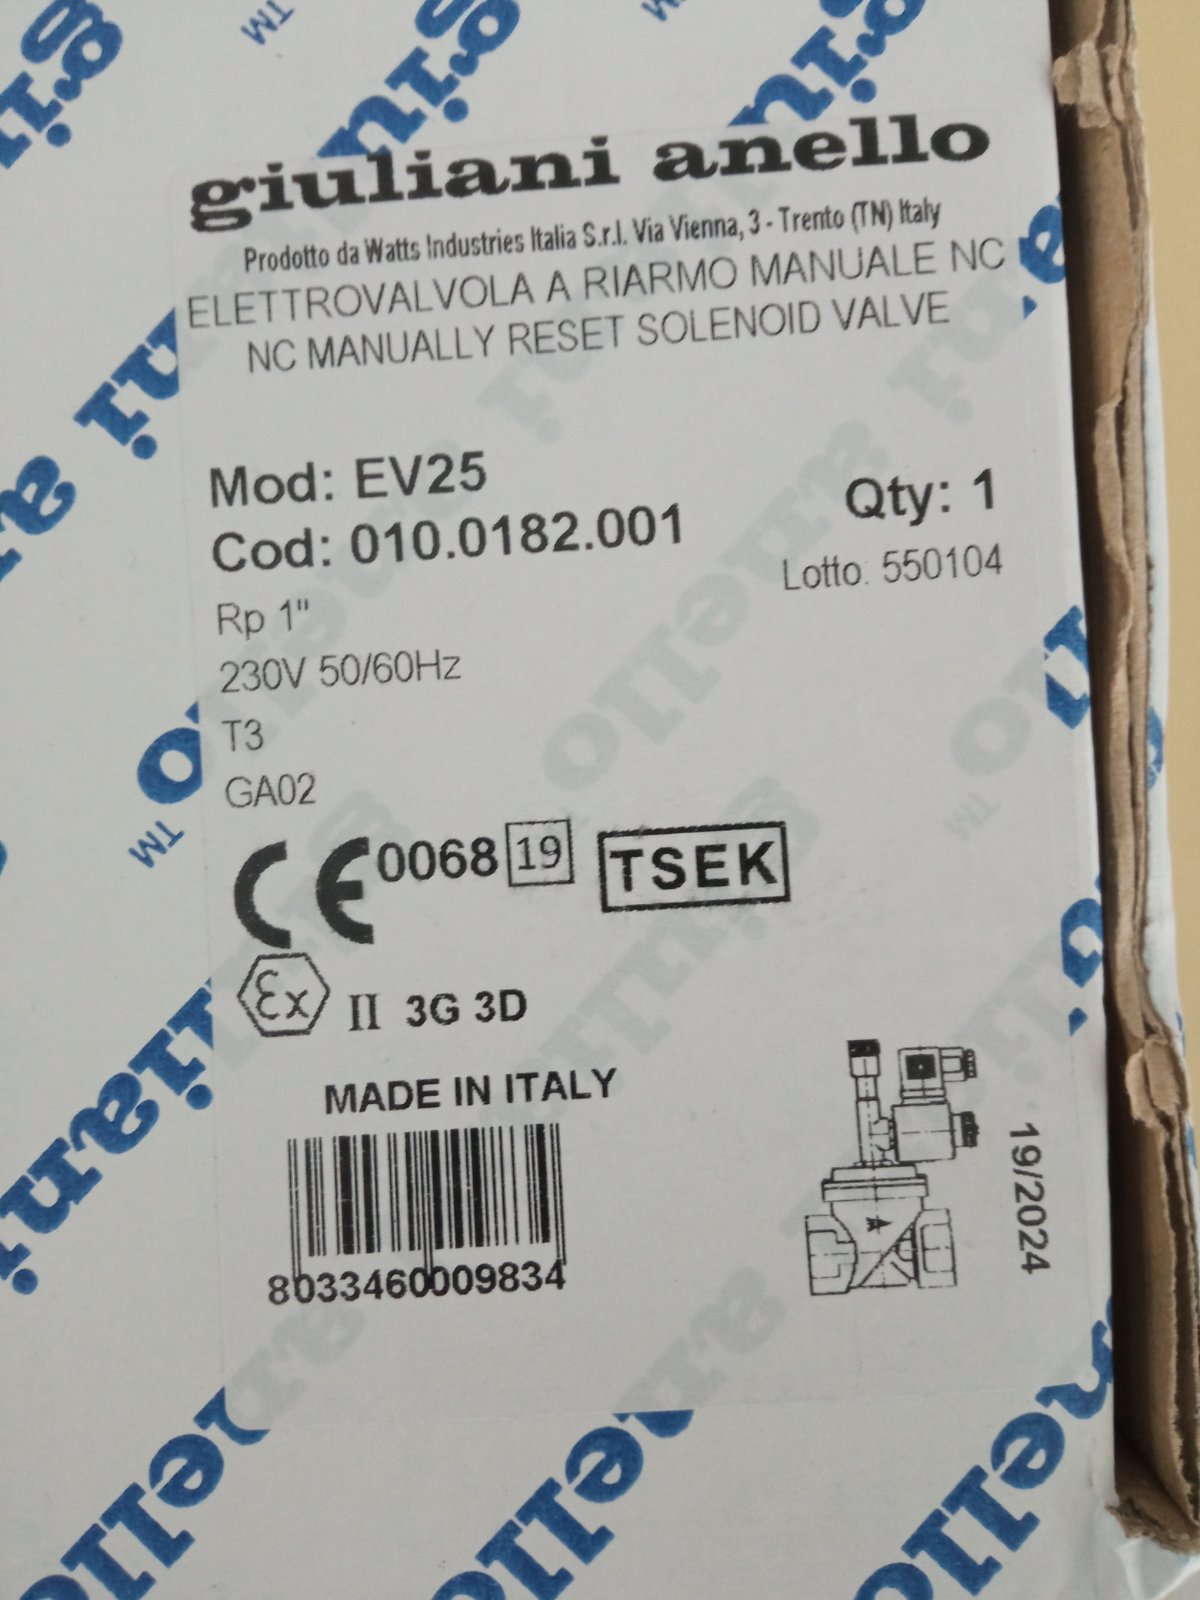 giuliani anello
Prodotto da Watts Industries Italia S.r.l. Via Vienna, 3 - Trento (TN) Italy
ELETTROVALVOLA A RIARMO MANUALE NC
NC MANUALLY RESET SOLENOID VALVE
Mod: EV25
Cod: 010.0182.001
Qty: 1
Lotto. 550104
Rp 1"
230V 50/60Hz
T3
GA02
CE 0068 19 TSEK
Ex II 3G 3D
MADE IN ITALY
8033460009834
19/2024